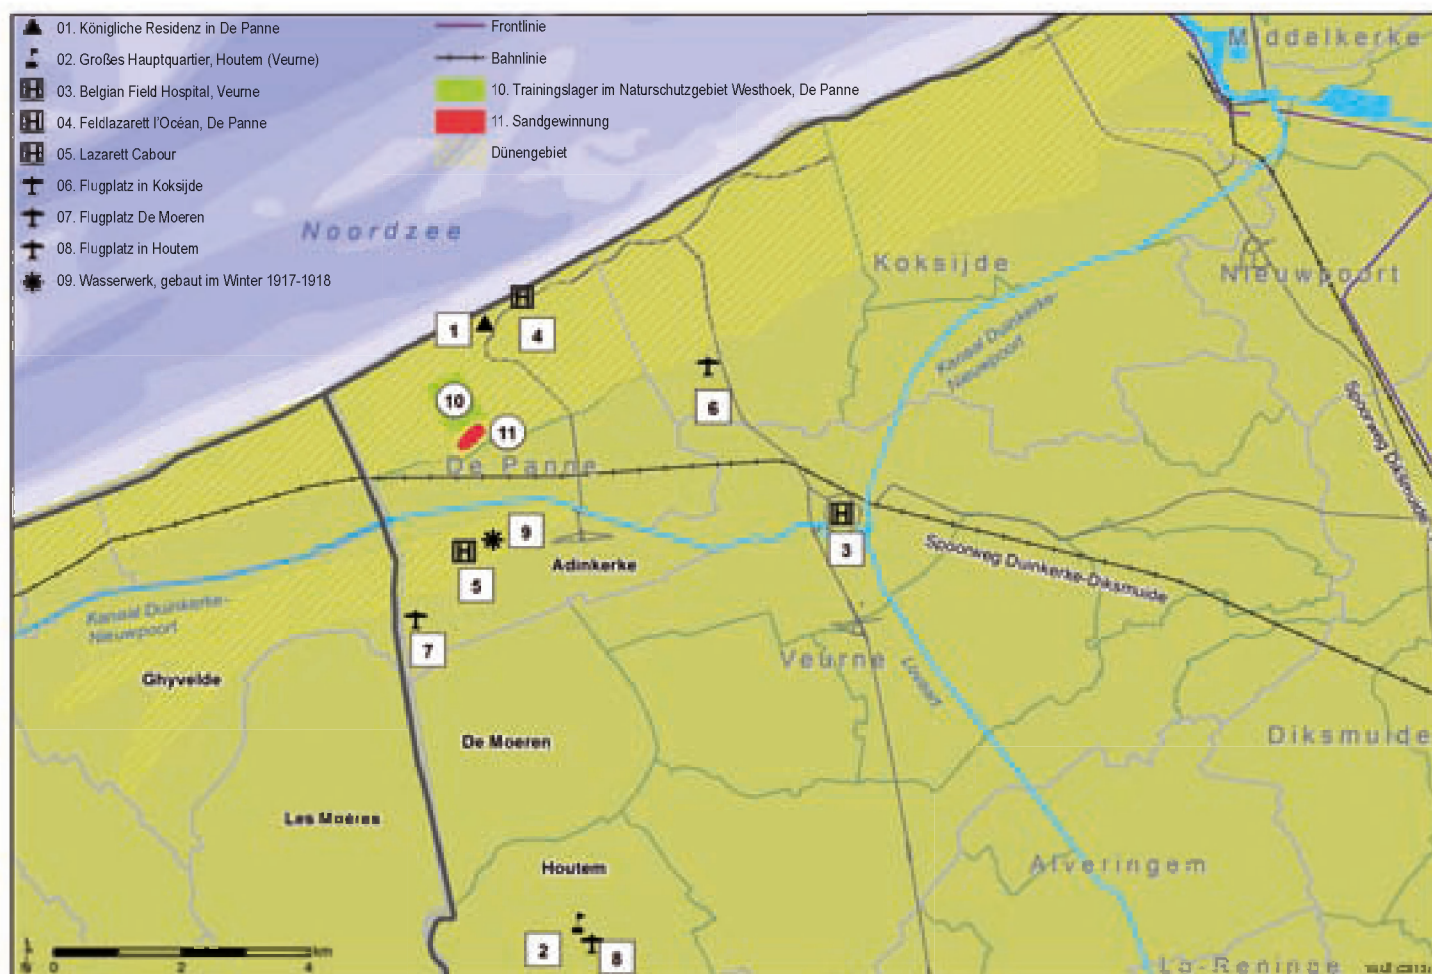 01. Königliche Residenz in De Panne
02. Großes Hauptquartier, Houtem (Veurne)
03. Belgian Field Hospital, Veurne
04. Feldlazarett l'Océan, De Panne
05. Lazarett Cabour
06. Flugplatz in Koksijde
07. Flugplatz De Moeren
08. Flugplatz in Houtem
09. Wasserwerk, gebaut im Winter 1917-1918
Frontlinie
Bahnlinie
10. Trainingslager im Naturschutzgebiet Westhoek, De Panne
11. Sandgewinnung
Dünengebiet
Middelkerke
Noordzee
Koksijde
Nieuwpoort
Kanaal Duinkerke-
Nieuwpoort
1
4
6
10
11
De Panne
Spoorweg Diksmuide
9
3
5
Adinkerke
Spoorweg Duinkerke-Diksmuide
Kanaal Duinkerke-
Nieuwpoort
7
Ghyvelde
Veurne
De Moeren
Diksmuide
Les Moëres
Houtem
Alveringem
2
8
Lo-Reninge
0
2
4
km